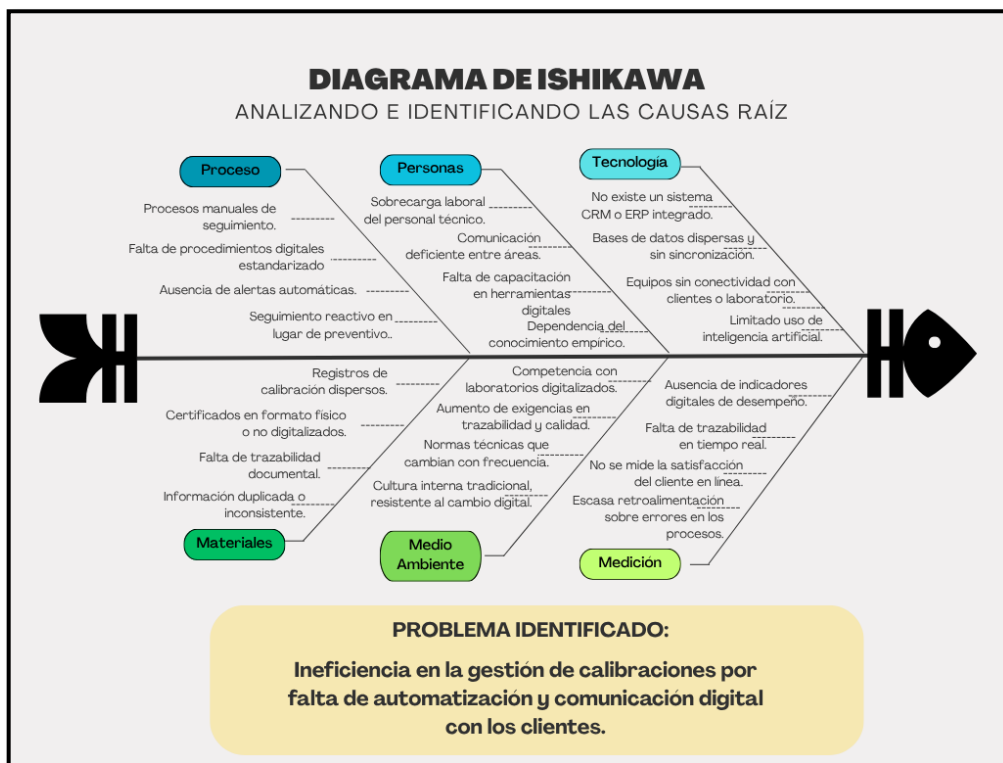 DIAGRAMA DE ISHIKAWA
ANALIZANDO E IDENTIFICANDO LAS CAUSAS RAÍZ
Proceso
Procesos manuales de
seguimiento.
Falta de procedimientos digitales
estandarizado
Ausencia de alertas automáticas.
Seguimiento reactivo en
lugar de preventivo..
Personas
Sobrecarga laboral
del personal técnico.
Comunicación
deficiente entre áreas.
Falta de capacitación
en herramientas
digitales
Dependencia del
conocimiento empírico.
Tecnología
No existe un sistema
CRM o ERP integrado.
Bases de datos dispersas y
sin sincronización.
Equipos sin conectividad con
clientes o laboratorio.
Limitado uso de
inteligencia artificial.
Registros de
calibración dispersos.
Certificados en formato físico
o no digitalizados.
Falta de trazabilidad
documental.
Información duplicada o
inconsistente.
Materiales
Competencia con
laboratorios digitalizados.
Aumento de exigencias en
trazabilidad y calidad.
Normas técnicas que
cambian con frecuencia.
Cultura interna tradicional,
resistente al cambio digital.
Medio
Ambiente
Ausencia de indicadores
digitales de desempeño.
Falta de trazabilidad
en tiempo real.
No se mide la satisfacción
del cliente en línea.
Escasa retroalimentación
sobre errores en los
procesos.
Medición
PROBLEMA IDENTIFICADO:
Ineficiencia en la gestión de calibraciones por
falta de automatización y comunicación digital
con los clientes.